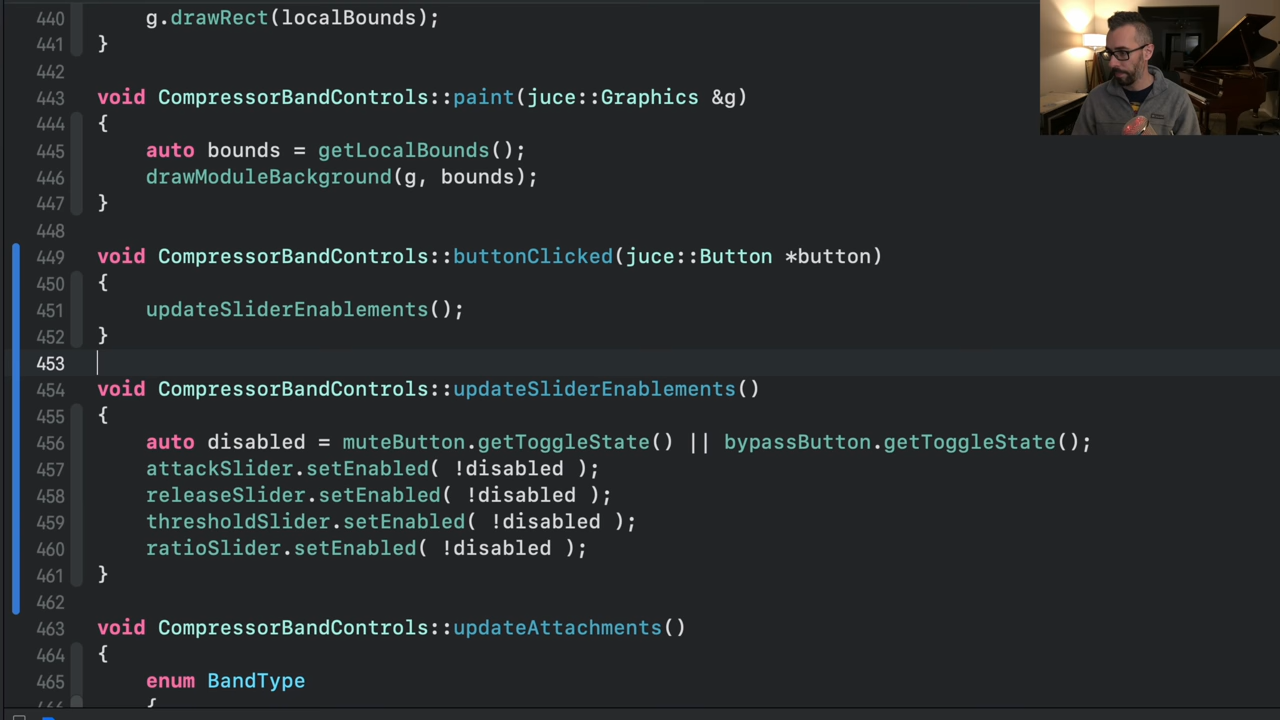 440 g.drawRect(localBounds);
441 }
442
443 void CompressorBandControls::paint(juce::Graphics &g)
444 {
445 auto bounds = getLocalBounds();
446 drawModuleBackground(g, bounds);
447 }
448
449 void CompressorBandControls::buttonClicked(juce::Button *button)
450 {
451 updateSliderEnablements();
452 }
453
454 void CompressorBandControls::updateSliderEnablements()
455 {
456 auto disabled = muteButton.getToggleState() || bypassButton.getToggleState();
457 attackSlider.setEnabled( !disabled );
458 releaseSlider.setEnabled( !disabled );
459 thresholdSlider.setEnabled( !disabled );
460 ratioSlider.setEnabled( !disabled );
461 }
462
463 void CompressorBandControls::updateAttachments()
464 {
465 enum BandType
466 {